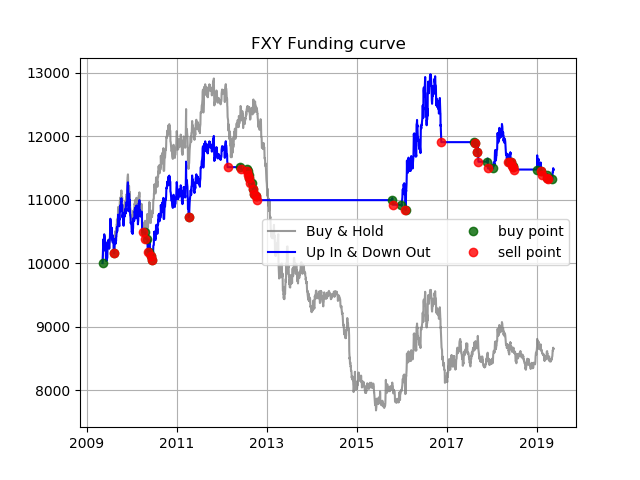 FXY Funding curve
13000
12000
11000
10000
9000
8000
Buy & Hold
Up In & Down Out
buy point
sell point
2009 2011 2013 2015 2017 2019